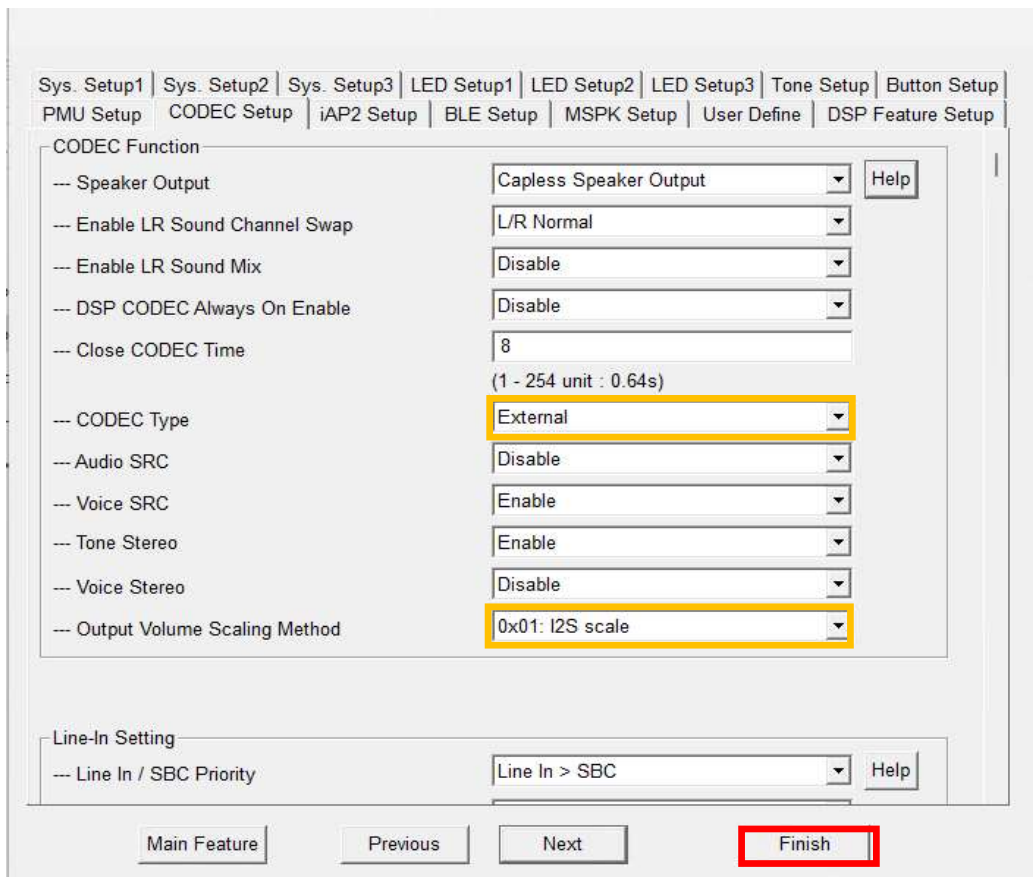 Sys. Setup1 Sys. Setup2 Sys. Setup3 LED Setup1 LED Setup2 LED Setup3 Tone Setup Button Setup
PMU Setup CODEC Setup iAP2 Setup BLE Setup MSPK Setup User Define DSP Feature Setup
CODEC Function
--- Speaker Output Capless Speaker Output Help
--- Enable LR Sound Channel Swap L/R Normal
--- Enable LR Sound Mix Disable
--- DSP CODEC Always On Enable Disable
--- Close CODEC Time 8
(1 - 254 unit : 0.64s)
--- CODEC Type External
--- Audio SRC Disable
--- Voice SRC Enable
--- Tone Stereo Enable
--- Voice Stereo Disable
--- Output Volume Scaling Method 0x01: I2S scale
Line-In Setting
--- Line In / SBC Priority Line In > SBC Help
Main Feature Previous Next Finish